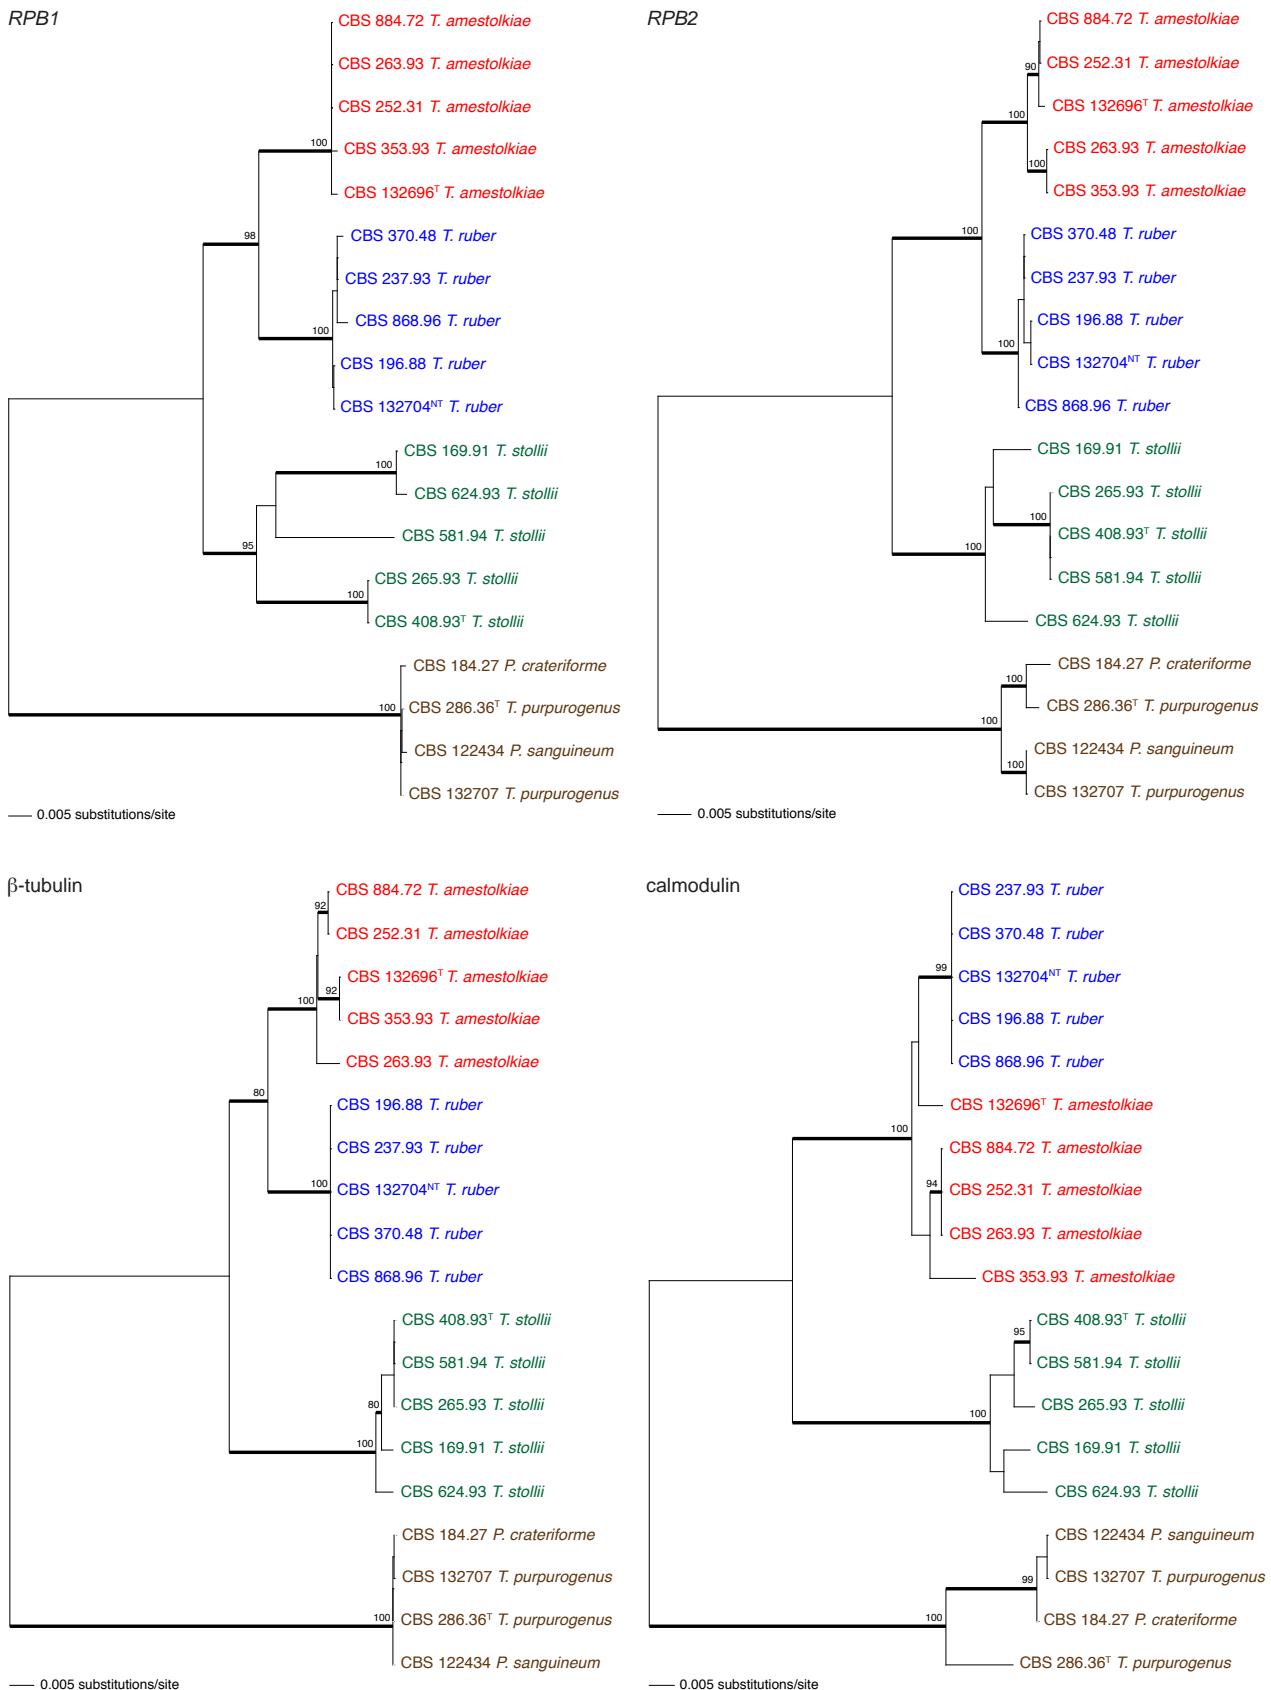 RPB1
CBS 884.72 T. amestolkiae
CBS 263.93 T. amestolkiae
CBS 252.31 T. amestolkiae
100
CBS 353.93 T. amestolkiae
CBS 132696ᵀ T. amestolkiae
98
CBS 370.48 T. ruber
CBS 237.93 T. ruber
CBS 868.96 T. ruber
100
CBS 196.88 T. ruber
CBS 132704ᴺᵀ T. ruber
CBS 169.91 T. stollii
100
CBS 624.93 T. stollii
CBS 581.94 T. stollii
95
CBS 265.93 T. stollii
100
CBS 408.93ᵀ T. stollii
CBS 184.27 P. crateriforme
CBS 286.36ᵀ T. purpurogenus
100
CBS 122434 P. sanguineum
CBS 132707 T. purpurogenus
0.005 substitutions/site
RPB2
CBS 884.72 T. amestolkiae
90
CBS 252.31 T. amestolkiae
CBS 132696ᵀ T. amestolkiae
100
CBS 263.93 T. amestolkiae
100
CBS 353.93 T. amestolkiae
100
CBS 370.48 T. ruber
CBS 237.93 T. ruber
CBS 196.88 T. ruber
100
CBS 132704ᴺᵀ T. ruber
CBS 868.96 T. ruber
CBS 169.91 T. stollii
CBS 265.93 T. stollii
100
CBS 408.93ᵀ T. stollii
100
CBS 581.94 T. stollii
CBS 624.93 T. stollii
CBS 184.27 P. crateriforme
100
CBS 286.36ᵀ T. purpurogenus
100
CBS 122434 P. sanguineum
100
CBS 132707 T. purpurogenus
0.005 substitutions/site
β-tubulin
CBS 884.72 T. amestolkiae
92
CBS 252.31 T. amestolkiae
CBS 132696ᵀ T. amestolkiae
92
100
CBS 353.93 T. amestolkiae
CBS 263.93 T. amestolkiae
80
CBS 196.88 T. ruber
CBS 237.93 T. ruber
100
CBS 132704ᴺᵀ T. ruber
CBS 370.48 T. ruber
CBS 868.96 T. ruber
CBS 408.93ᵀ T. stollii
CBS 581.94 T. stollii
80
CBS 265.93 T. stollii
100
CBS 169.91 T. stollii
CBS 624.93 T. stollii
CBS 184.27 P. crateriforme
CBS 132707 T. purpurogenus
100
CBS 286.36ᵀ T. purpurogenus
CBS 122434 P. sanguineum
0.005 substitutions/site
calmodulin
CBS 237.93 T. ruber
CBS 370.48 T. ruber
99
CBS 132704ᴺᵀ T. ruber
CBS 196.88 T. ruber
CBS 868.96 T. ruber
CBS 132696ᵀ T. amestolkiae
100
CBS 884.72 T. amestolkiae
94
CBS 252.31 T. amestolkiae
CBS 263.93 T. amestolkiae
CBS 353.93 T. amestolkiae
CBS 408.93ᵀ T. stollii
95
CBS 581.94 T. stollii
CBS 265.93 T. stollii
100
CBS 169.91 T. stollii
CBS 624.93 T. stollii
CBS 122434 P. sanguineum
99
CBS 132707 T. purpurogenus
CBS 184.27 P. crateriforme
100
CBS 286.36ᵀ T. purpurogenus
0.005 substitutions/site